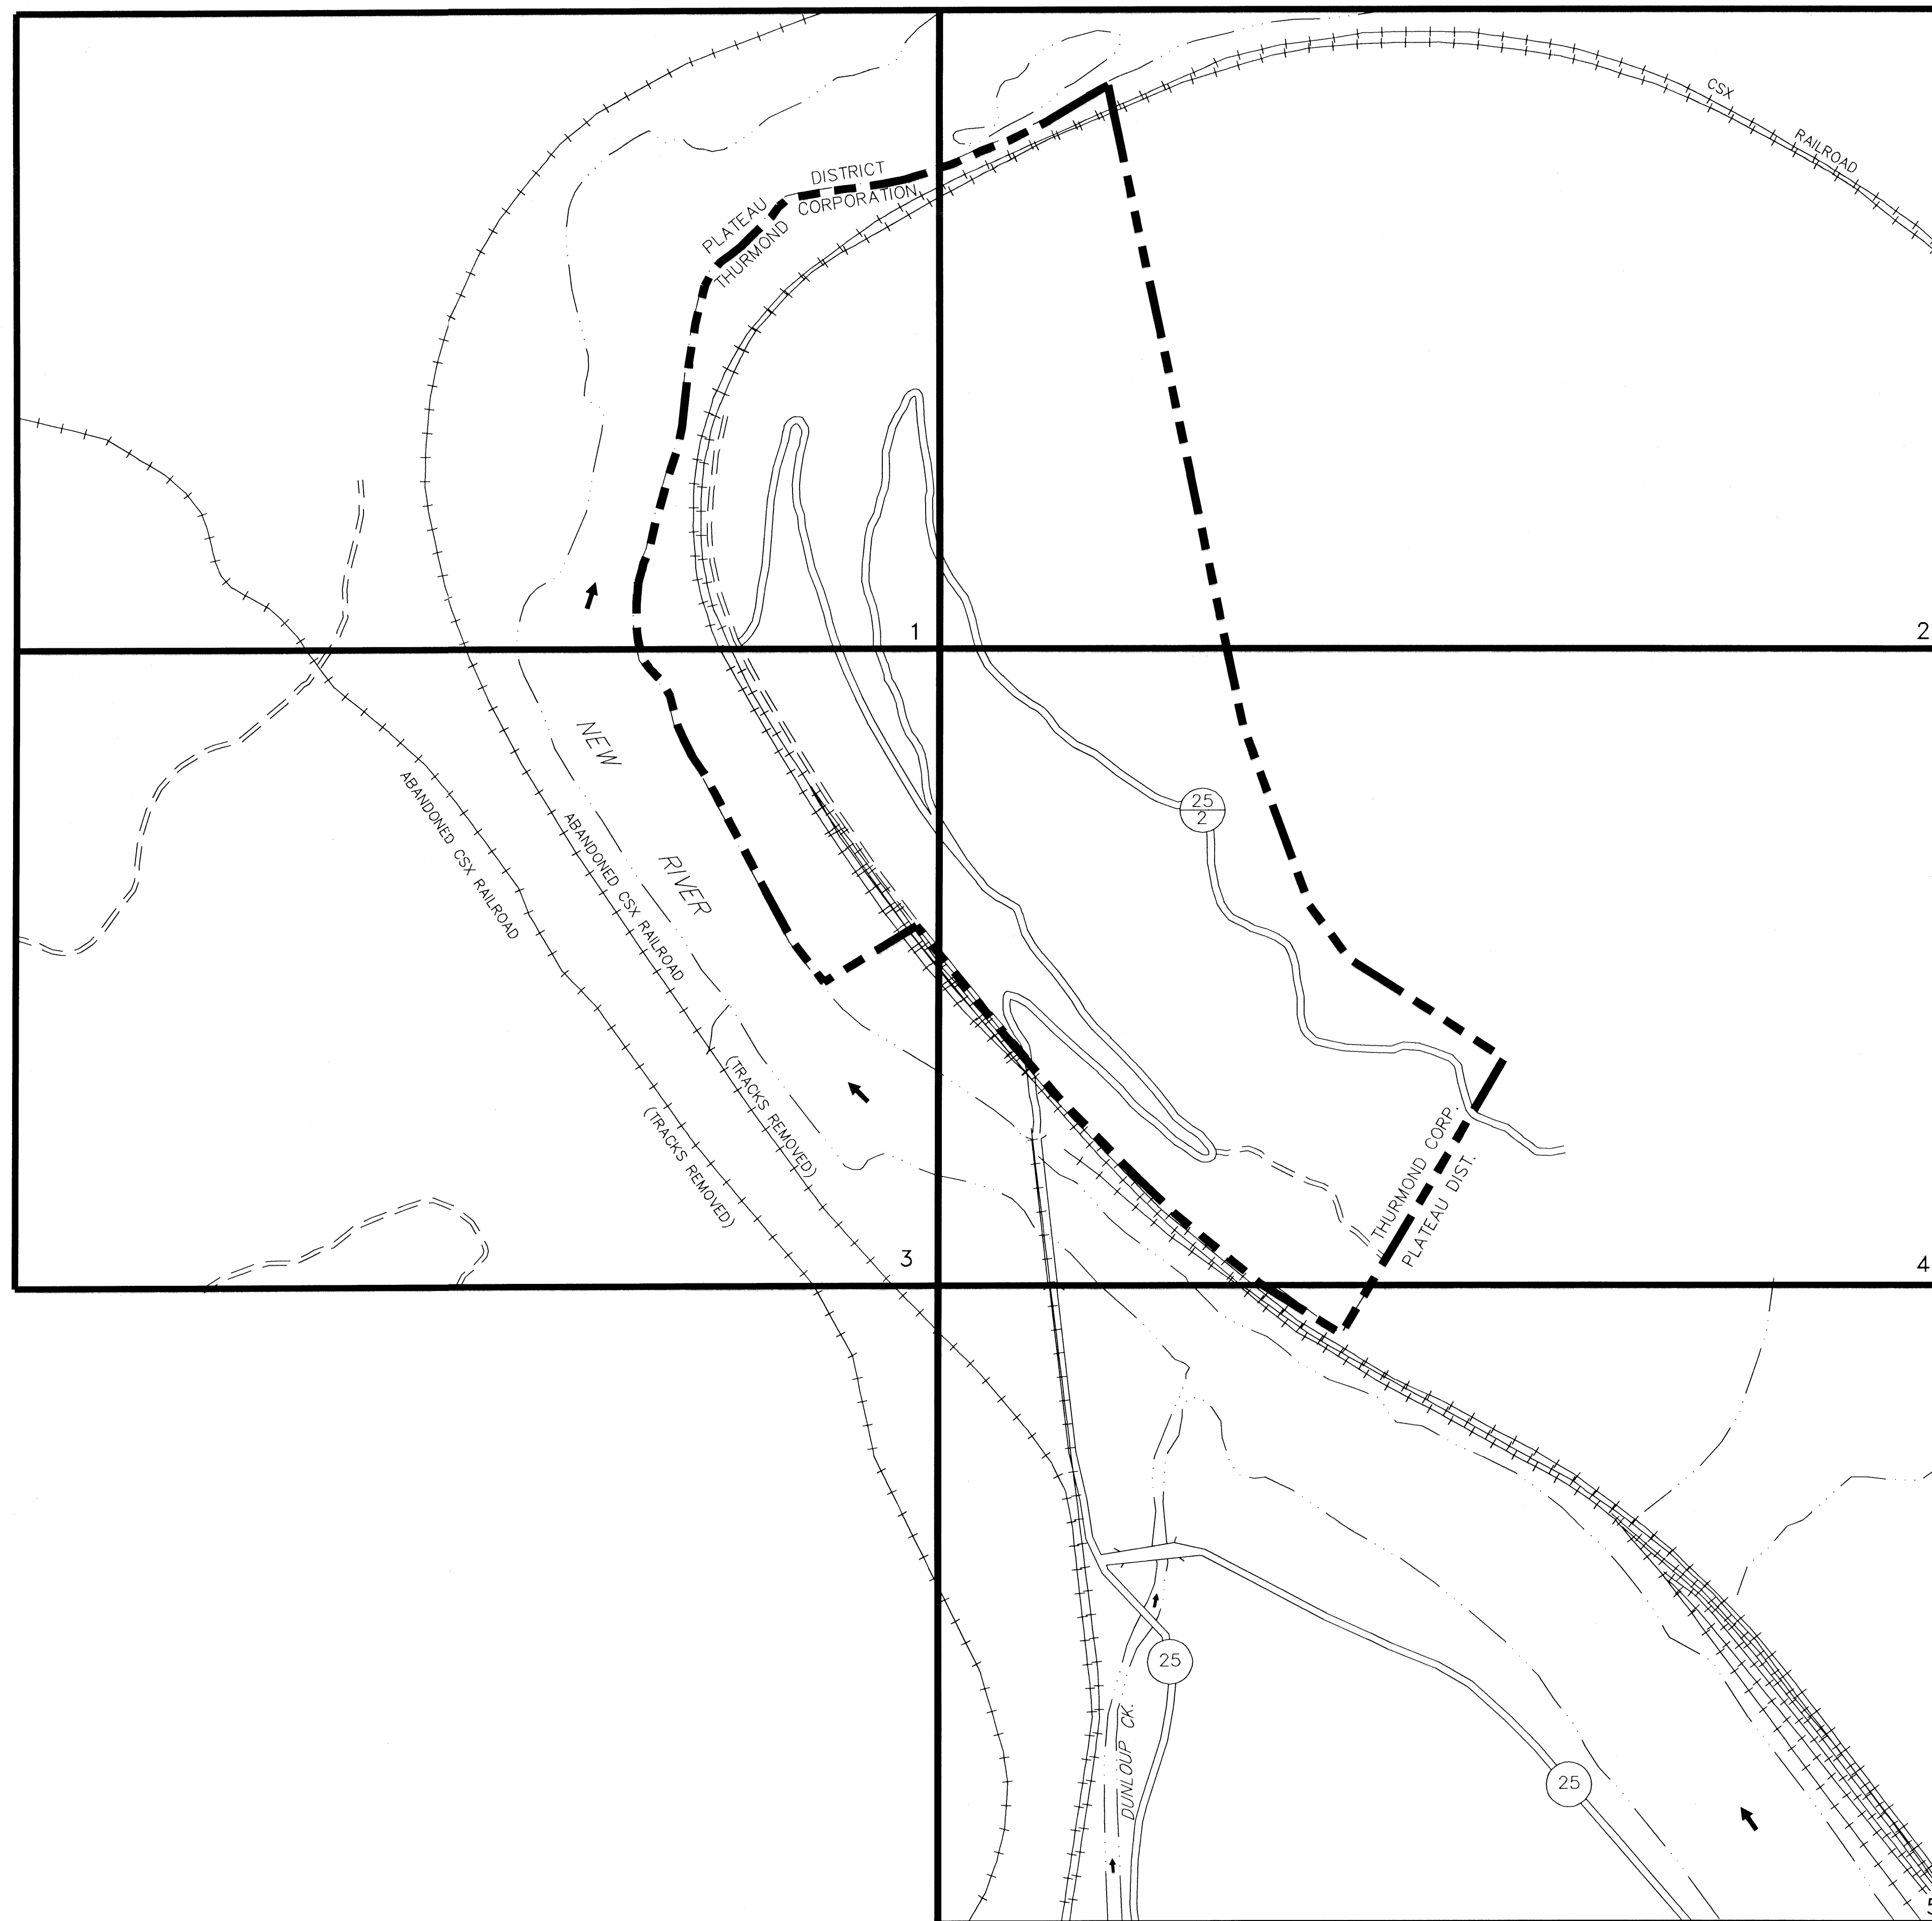 CSX
RAILROAD
DISTRICT
CORPORATION
PLATEAU
THURMOND
1
2
NEW
RIVER
ABANDONED CSX RAILROAD
ABANDONED CSX RAILROAD
25
2
(TRACKS REMOVED)
(TRACKS REMOVED)
THURMOND CORP.
PLATEAU DIST.
3
4
25
DUNLOUP CK.
25
5